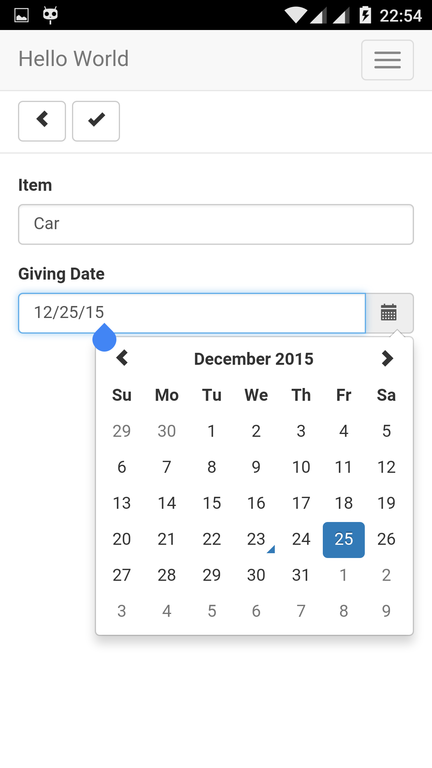 22:54
Hello World
Item
Car
Giving Date
12/25/15
December 2015
Su Mo Tu We Th Fr Sa
29 30 1 2 3 4 5
6 7 8 9 10 11 12
13 14 15 16 17 18 19
20 21 22 23 24 25 26
27 28 29 30 31 1 2
3 4 5 6 7 8 9